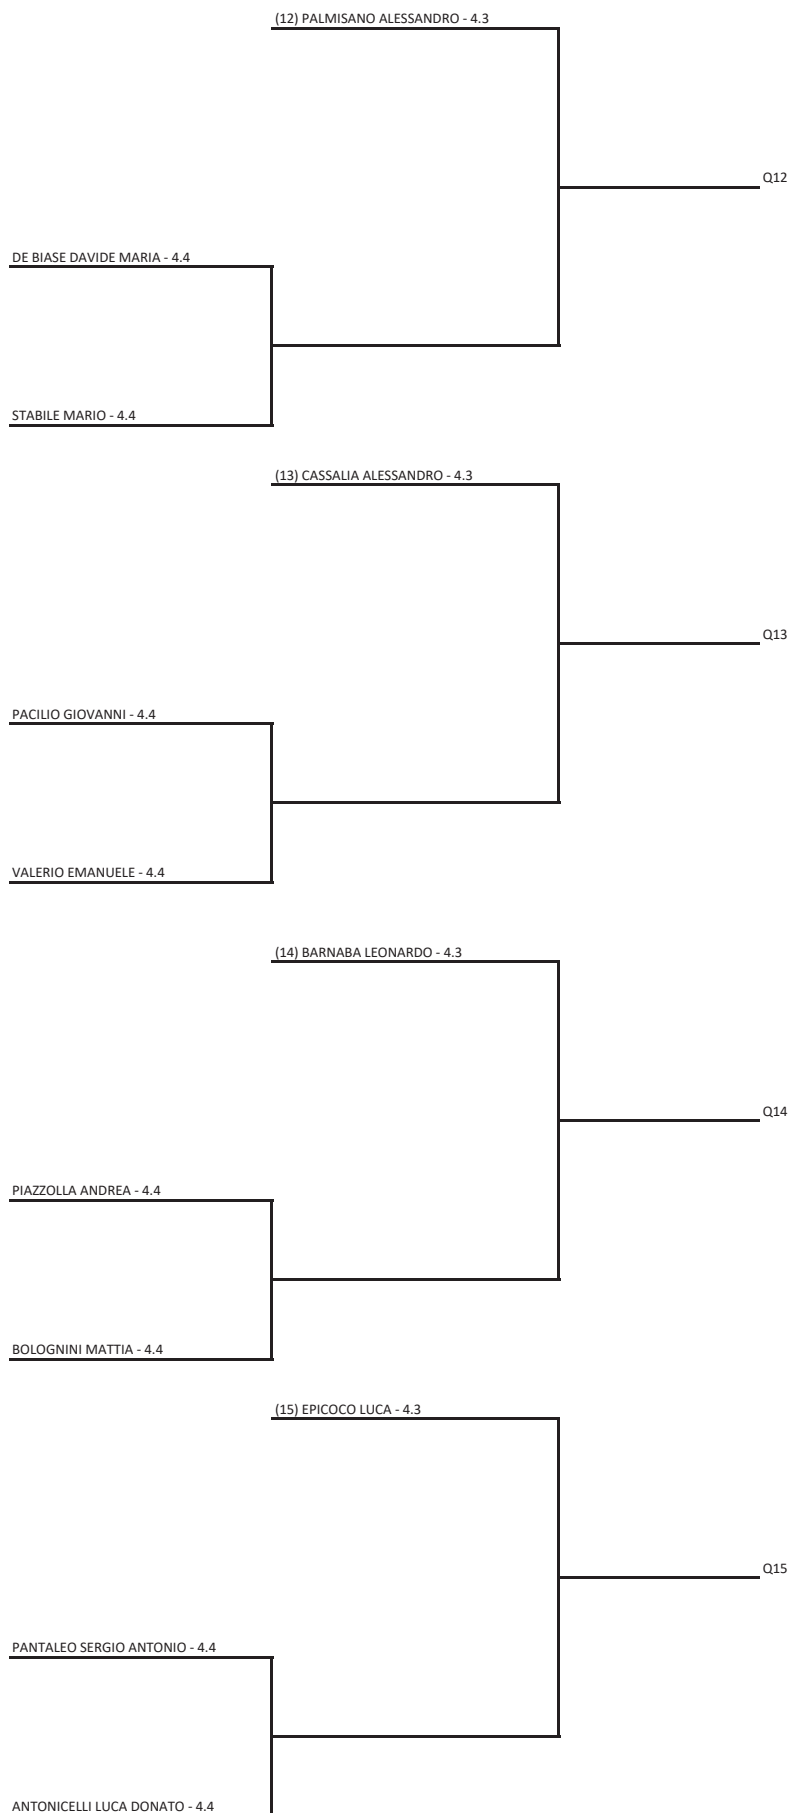 (12) PALMISANO ALESSANDRO - 4.3
Q12
DE BIASE DAVIDE MARIA - 4.4
STABILE MARIO - 4.4
(13) CASSALIA ALESSANDRO - 4.3
Q13
PACILIO GIOVANNI - 4.4
VALERIO EMANUELE - 4.4
(14) BARNABA LEONARDO - 4.3
Q14
PIAZZOLLA ANDREA - 4.4
BOLOGNINI MATTIA - 4.4
(15) EPICOCO LUCA - 4.3
Q15
PANTALEO SERGIO ANTONIO - 4.4
ANTONICELLI LUCA DONATO - 4.4